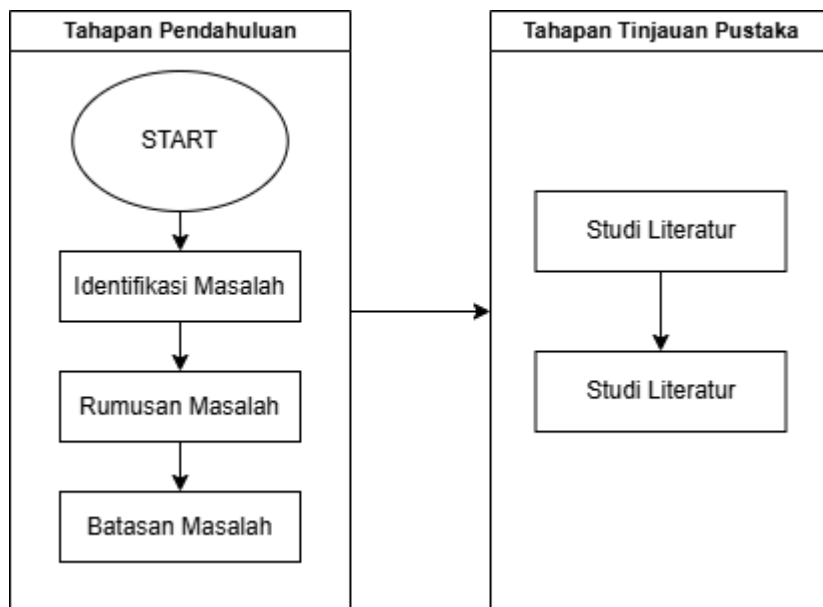 Tahapan Pendahuluan
START
Identifikasi Masalah
Rumusan Masalah
Batasan Masalah
Tahapan Tinjauan Pustaka
Studi Literatur
Studi Literatur